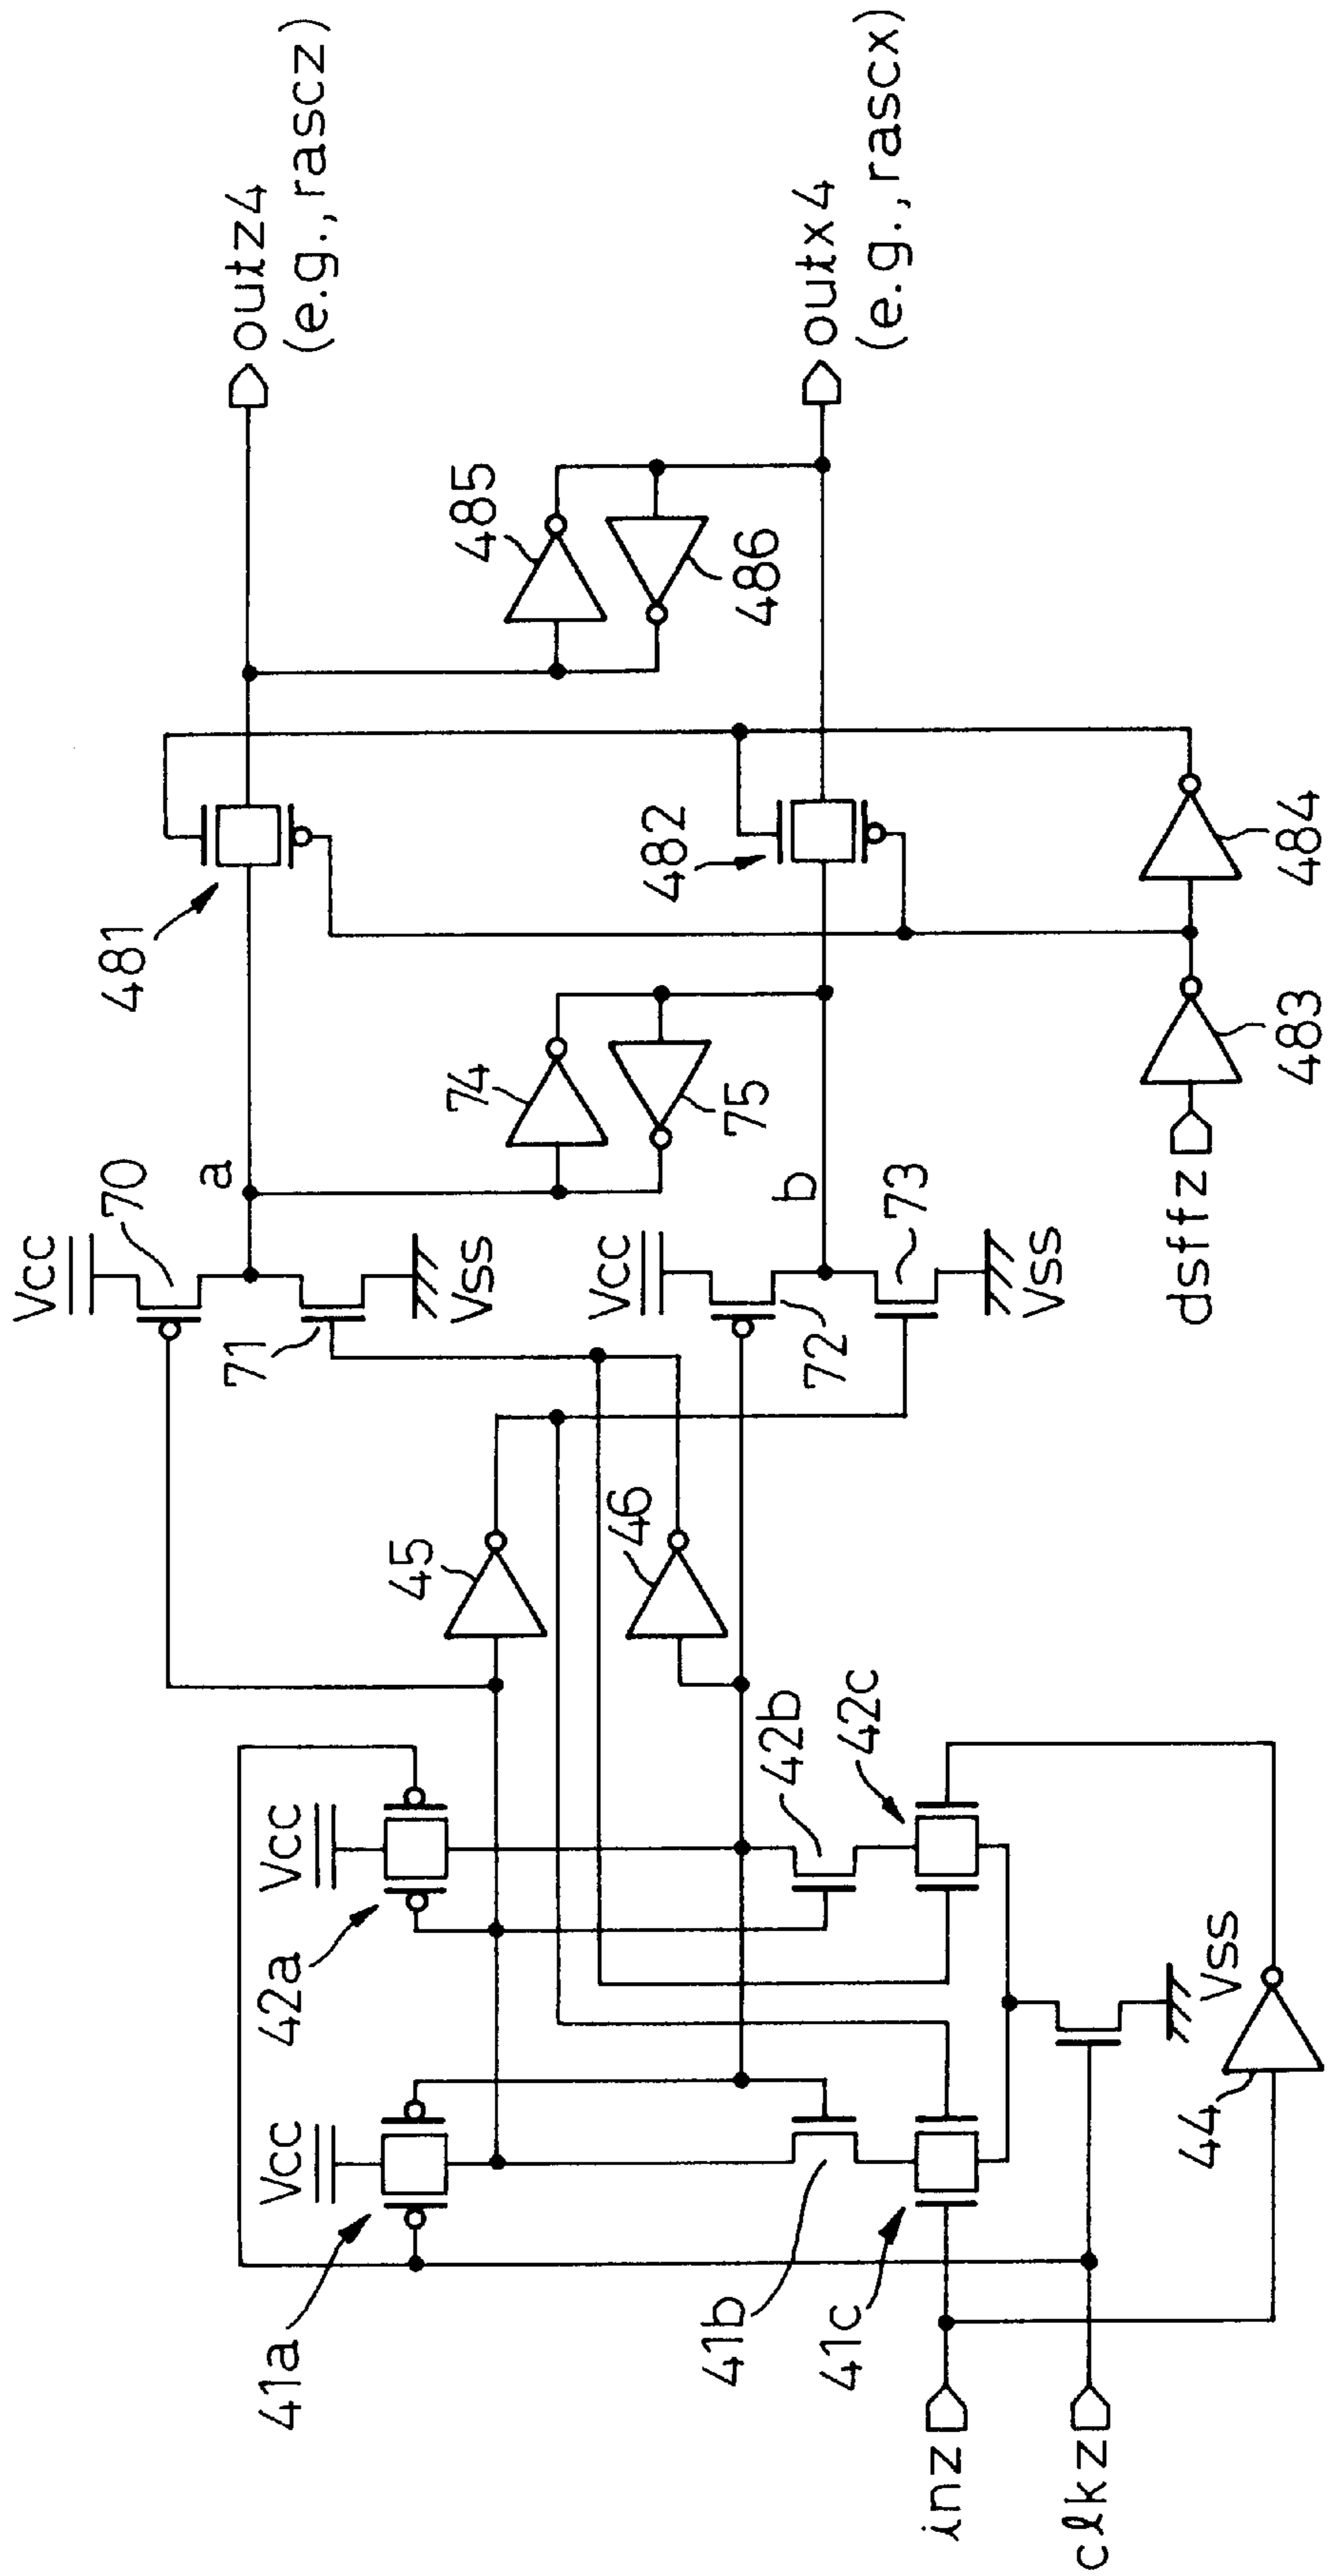 Vcc
70
a
481
outz4
(e.g.,rascz)
71
Vss
74
75
485
486
Vcc
72
b
73
Vss
482
outx4
(e.g.,rascx)
dsffz
483
484
45
46
41a
Vcc
42a
Vcc
41b
42b
41c
42c
inz
clkz
Vss
44